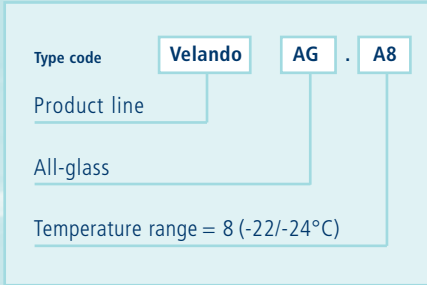 Type code Velando AG . A8
Product line
All-glass
Temperature range = 8 (-22/-24°C)